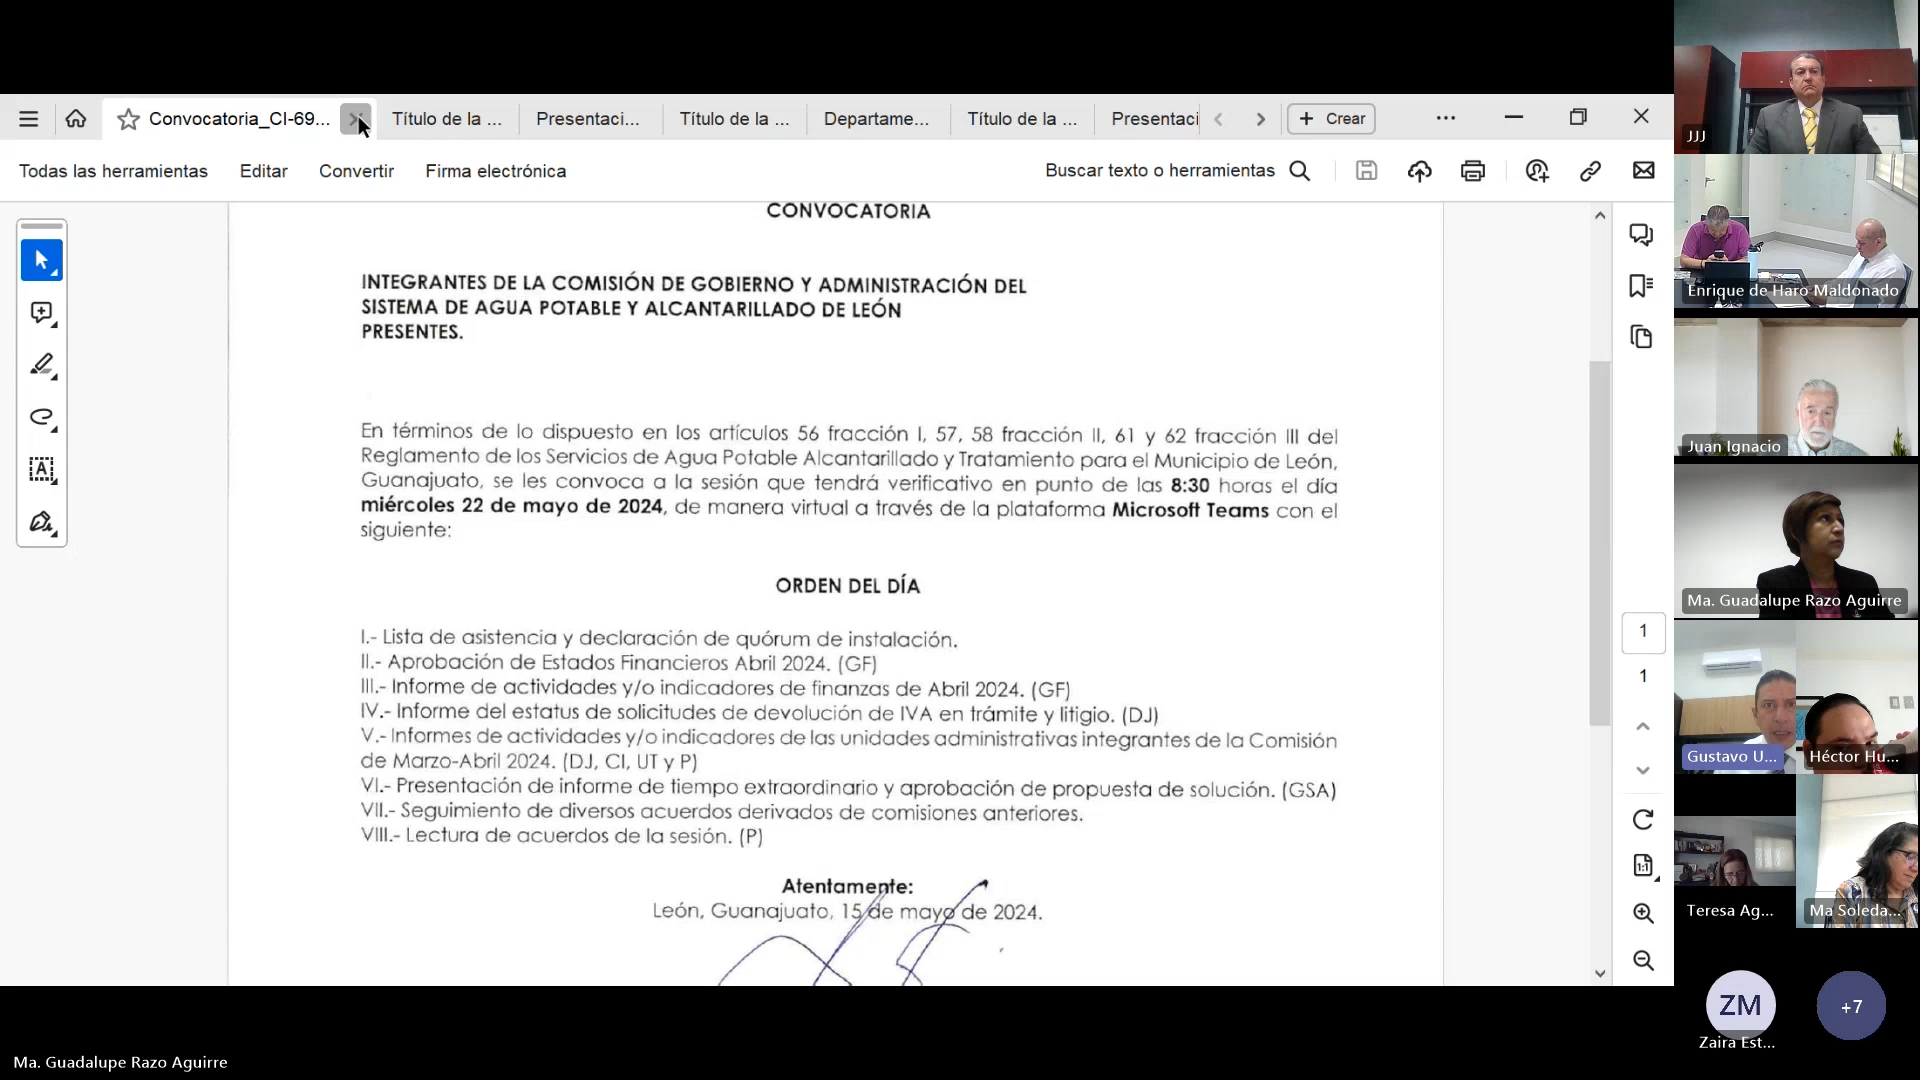 Convocatoria_CI-69...
Título de la ...
Presentaci...
Título de la ...
Departame...
Título de la ...
Presentaci
Crear
Todas las herramientas
Editar
Convertir
Firma electrónica
Buscar texto o herramientas
CONVOCATORIA
INTEGRANTES DE LA COMISIÓN DE GOBIERNO Y ADMINISTRACIÓN DEL
SISTEMA DE AGUA POTABLE Y ALCANTARILLADO DE LEÓN
PRESENTES.
En términos de lo dispuesto en los artículos 56 fracción I, 57, 58 fracción II, 61 y 62 fracción III del
Reglamento de los Servicios de Agua Potable Alcantarillado y Tratamiento para el Municipio de León,
Guanajuato, se les convoca a la sesión que tendrá verificativo en punto de las 8:30 horas el día
miércoles 22 de mayo de 2024, de manera virtual a través de la plataforma Microsoft Teams con el
siguiente:
ORDEN DEL DÍA
I.- Lista de asistencia y declaración de quórum de instalación.
II.- Aprobación de Estados Financieros Abril 2024. (GF)
III.- Informe de actividades y/o indicadores de finanzas de Abril 2024. (GF)
IV.- Informe del estatus de solicitudes de devolución de IVA en trámite y litigio. (DJ)
V.- Informes de actividades y/o indicadores de las unidades administrativas integrantes de la Comisión
de Marzo-Abril 2024. (DJ, CI, UT y P)
VI.- Presentación de informe de tiempo extraordinario y aprobación de propuesta de solución. (GSA)
VII.- Seguimiento de diversos acuerdos derivados de comisiones anteriores.
VIII.- Lectura de acuerdos de la sesión. (P)
Atentamente:
León, Guanajuato, 15 de mayo de 2024.
1
1
1:1
JJJ
Enrique de Haro Maldonado
Juan Ignacio
Ma. Guadalupe Razo Aguirre
Gustavo U...
Héctor Hu...
Teresa Ag...
Ma Soleda...
ZM
+7
Zaira Est...
Ma. Guadalupe Razo Aguirre